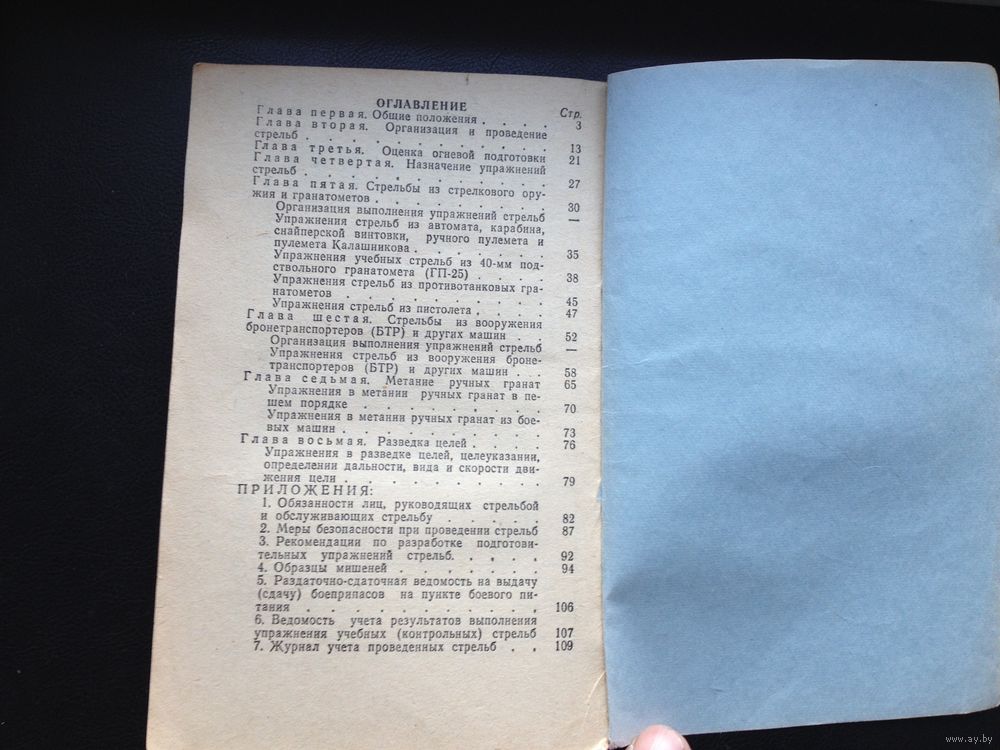 ОГЛАВЛЕНИЕ
Стр.
Глава первая. Общие положения . . . . 3
Глава вторая. Организация и проведение
стрельб . . . . . . . . . . . . 13
Глава третья. Оценка огневой подготовки 21
Глава четвертая. Назначение упражнений
стрельб . . . . . . . . . . . . 27
Глава пятая. Стрельбы из стрелкового ору-
жия и гранатометов . . . . . . . . 30
Организация выполнения упражнений стрельб —
Упражнения стрельб из автомата, карабина,
снайперской винтовки, ручного пулемета и
пулемета Калашникова . . . . . . . 35
Упражнения учебных стрельб из 40-мм под-
ствольного гранатомета (ГП-25) . . . . 38
Упражнения стрельб из противотанковых гра-
натометов . . . . . . . . . . . 45
Упражнения стрельб из пистолета . . . . 47
Глава шестая. Стрельбы из вооружения
бронетранспортеров (БТР) и других машин . . 52
Организация выполнения упражнений стрельб —
Упражнения стрельб из вооружения броне-
транспортеров (БТР) и других машин . . . 58
Глава седьмая. Метание ручных гранат 65
Упражнения в метании ручных гранат в пе-
шем порядке . . . . . . . . . . 70
Упражнения в метании ручных гранат из бое-
вых машин . . . . . . . . . . . 73
Глава восьмая. Разведка целей . . . . 76
Упражнения в разведке целей, целеуказании,
определении дальности, вида и скорости дви-
жения цели . . . . . . . . . . . 79
ПРИЛОЖЕНИЯ:
1. Обязанности лиц, руководящих стрельбой
и обслуживающих стрельбу . . . . . 82
2. Меры безопасности при проведении стрельб 87
3. Рекомендации по разработке подготови-
тельных упражнений стрельб. . . . . 92
4. Образцы мишеней . . . . . . . 94
5. Раздаточно-сдаточная ведомость на выдачу
(сдачу) боеприпасов на пункте боевого пи-
тания . . . . . . . . . . . . 106
6. Ведомость учета результатов выполнения
упражнения учебных (контрольных) стрельб 107
7. Журнал учета проведенных стрельб . . 109
www.ay.by